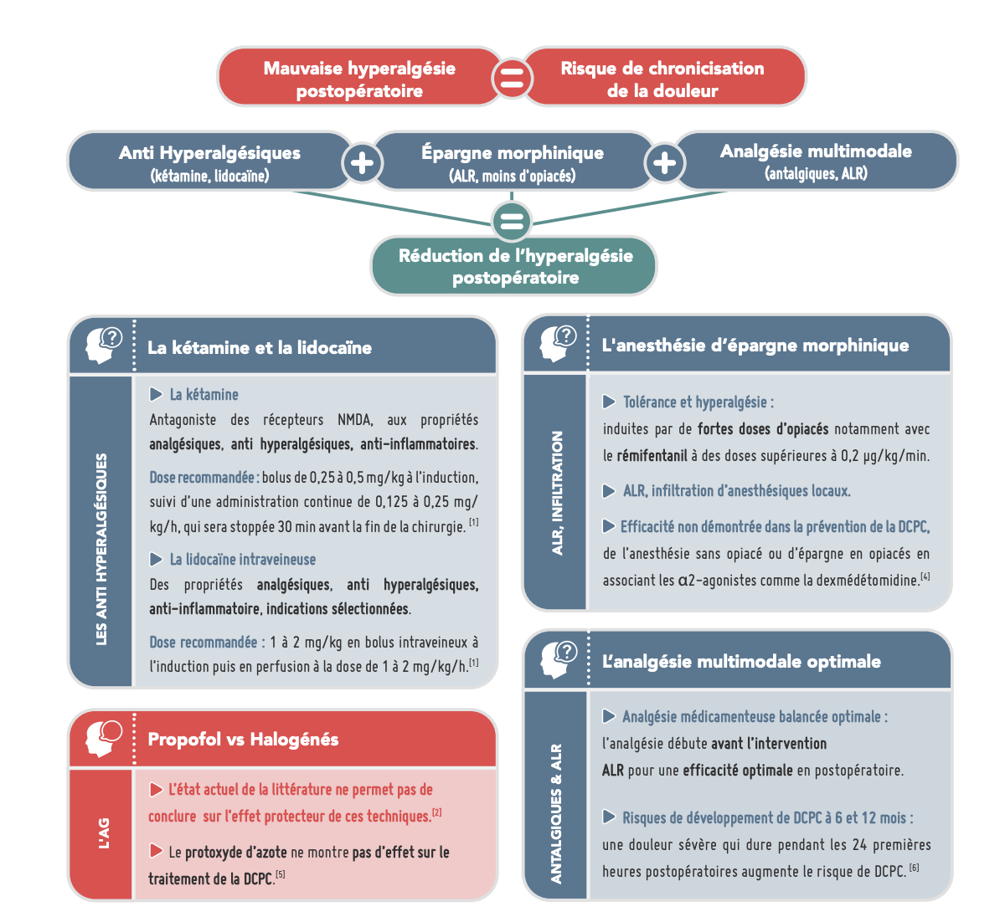 Mauvaise hyperalgésie
postopératoire
=
Risque de chronicisation
de la douleur
Anti Hyperalgésiques
(kétamine, lidocaïne)
+
Épargne morphinique
(ALR, moins d'opiacés)
+
Analgésie multimodale
(antalgiques, ALR)
=
Réduction de l’hyperalgésie
postopératoire
?
La kétamine et la lidocaïne
LES ANTI HYPERALGÉSIQUES
La kétamine
Antagoniste des récepteurs NMDA, aux propriétés
analgésiques, anti hyperalgésiques, anti-inflammatoires.
Dose recommandée : bolus de 0,25 à 0,5 mg/kg à l’induction,
suivi d’une administration continue de 0,125 à 0,25 mg/
kg/h, qui sera stoppée 30 min avant la fin de la chirurgie. [1]
La lidocaïne intraveineuse
Des propriétés analgésiques, anti hyperalgésiques,
anti-inflammatoire, indications sélectionnées.
Dose recommandée : 1 à 2 mg/kg en bolus intraveineux à
l’induction puis en perfusion à la dose de 1 à 2 mg/kg/h.[1]
Propofol vs Halogénés
L'AG
L’état actuel de la littérature ne permet pas de
conclure sur l’effet protecteur de ces techniques.[2]
Le protoxyde d’azote ne montre pas d’effet sur le
traitement de la DCPC.[5]
?
L'anesthésie d’épargne morphinique
ALR, INFILTRATION
Tolérance et hyperalgésie :
induites par de fortes doses d’opiacés notamment avec
le rémifentanil à des doses supérieures à 0,2 µg/kg/min.
ALR, infiltration d’anesthésiques locaux.
Efficacité non démontrée dans la prévention de la DCPC,
de l’anesthésie sans opiacé ou d’épargne en opiacés en
associant les α2-agonistes comme la dexmédétomidine.[4]
?
L’analgésie multimodale optimale
ANTALGIQUES & ALR
Analgésie médicamenteuse balancée optimale :
l’analgésie débute avant l’intervention
ALR pour une efficacité optimale en postopératoire.
Risques de développement de DCPC à 6 et 12 mois :
une douleur sévère qui dure pendant les 24 premières
heures postopératoires augmente le risque de DCPC. [6]